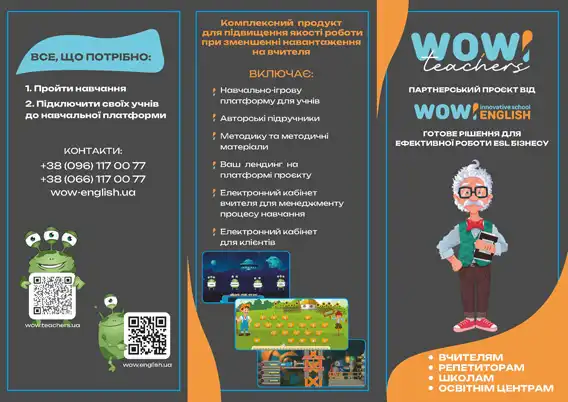 ВСЕ, ЩО ПОТРІБНО:
1. Пройти навчання
2. Підключити своїх учнів
до навчальної платформи
КОНТАКТИ:
+38 (096) 117 00 77
+38 (066) 117 00 77
wow-english.ua
wow.teachers.ua
wow.english.ua
Комплексний продукт
для підвищення якості роботи
при зменшенні навантаження
на вчителя
ВКЛЮЧАЄ:
Навчально-ігрову
платформу для учнів
Авторські підручники
Методику та методичні
матеріали
Ваш лендинг на
платформі проєкту
Електронний кабінет
вчителя для менеджменту
процесу навчання
Електронний кабінет
для клієнтів
WOW!
teachers
ПАРТНЕРСЬКИЙ ПРОЄКТ ВІД
WOW! innovative school
ENGLISH
ГОТОВЕ РІШЕННЯ ДЛЯ
ЕФЕКТИВНОЇ РОБОТИ ESL БІЗНЕСУ
• ВЧИТЕЛЯМ
• РЕПЕТИТОРАМ
• ШКОЛАМ
• ОСВІТНІМ ЦЕНТРАМ